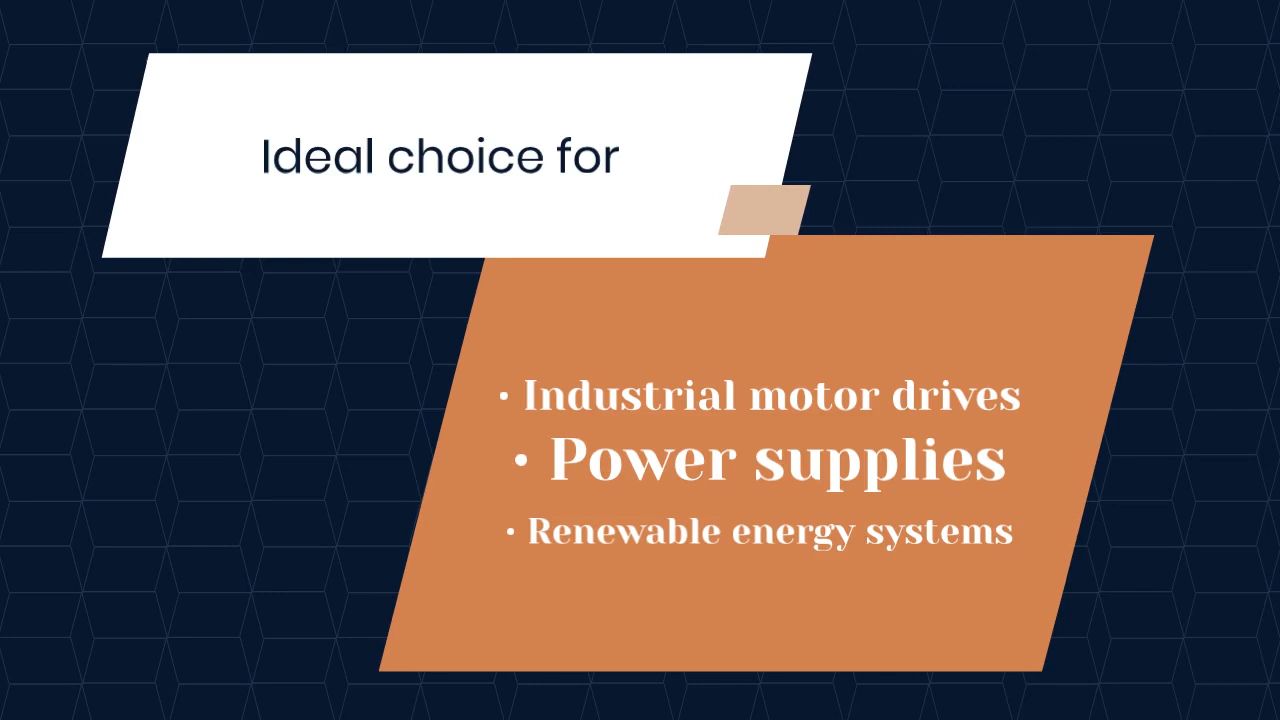 Ideal choice for
• Industrial motor drives
• Power supplies
• Renewable energy systems